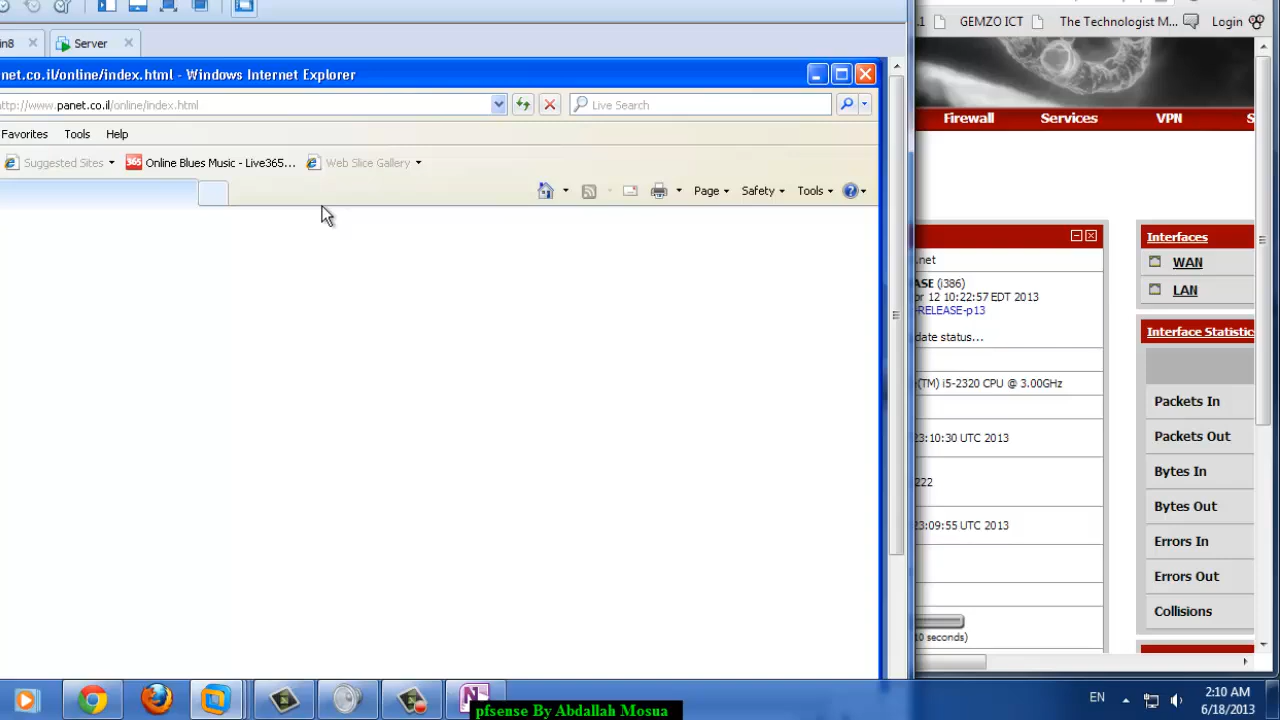 in8
Server
net.co.il/online/index.html - Windows Internet Explorer
http://www.panet.co.il/online/index.html
Live Search
Favorites Tools Help
Suggested Sites
Online Blues Music - Live365...
Web Slice Gallery
Page
Safety
Tools
.1
GEMZO ICT
The Technologist M...
Login
Firewall
Services
VPN
S
.net
ASE (i386)
or 12 10:22:57 EDT 2013
-RELEASE-p13
date status...
(TM) i5-2320 CPU @ 3.00GHz
23:10:30 UTC 2013
222
23:09:55 UTC 2013
10 seconds)
Interfaces
WAN
LAN
Interface Statistic
Packets In
Packets Out
Bytes In
Bytes Out
Errors In
Errors Out
Collisions
EN
2:10 AM
6/18/2013
pfsense By Abdallah Mosua